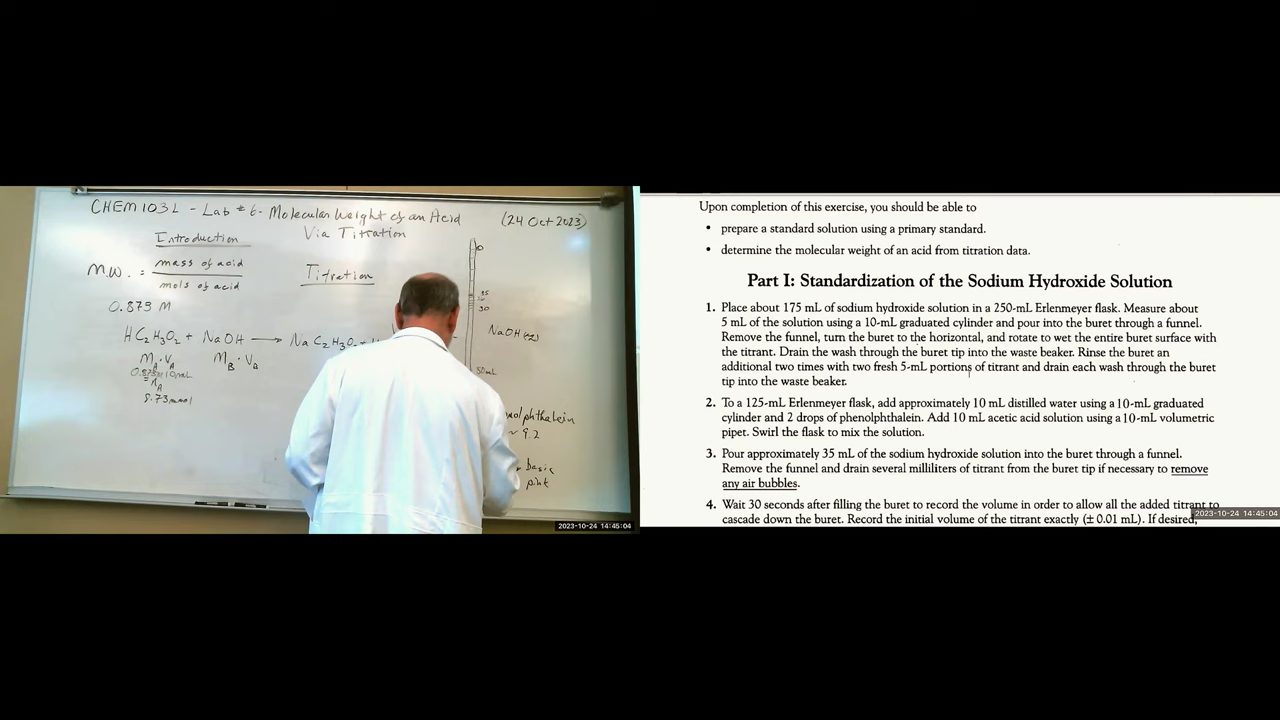 CHEM 103L - Lab # 6 - Molecular Weight of an Acid
Via Titration
(24 Oct 2023)
Introduction
M.W. = mass of acid
mols of acid
Titration
0.873 M
HC2H3O2 + NaOH → NaC2H3O2 +
MA·VA MB·VB
10mL
nA
8.73 mmol
0
30
NaOH
50mL
~ 9.2
basic
pink
2023-10-24 14:45:04
Upon completion of this exercise, you should be able to
• prepare a standard solution using a primary standard.
• determine the molecular weight of an acid from titration data.
Part I: Standardization of the Sodium Hydroxide Solution
1. Place about 175 mL of sodium hydroxide solution in a 250-mL Erlenmeyer flask. Measure about
5 mL of the solution using a 10-mL graduated cylinder and pour into the buret through a funnel.
Remove the funnel, turn the buret to the horizontal, and rotate to wet the entire buret surface with
the titrant. Drain the wash through the buret tip into the waste beaker. Rinse the buret an
additional two times with two fresh 5-mL portions of titrant and drain each wash through the buret
tip into the waste beaker.
2. To a 125-mL Erlenmeyer flask, add approximately 10 mL distilled water using a 10-mL graduated
cylinder and 2 drops of phenolphthalein. Add 10 mL acetic acid solution using a 10-mL volumetric
pipet. Swirl the flask to mix the solution.
3. Pour approximately 35 mL of the sodium hydroxide solution into the buret through a funnel.
Remove the funnel and drain several milliliters of titrant from the buret tip if necessary to remove
any air bubbles.
4. Wait 30 seconds after filling the buret to record the volume in order to allow all the added titrant to
cascade down the buret. Record the initial volume of the titrant exactly (± 0.01 mL). If desired,
2023-10-24 14:45:04